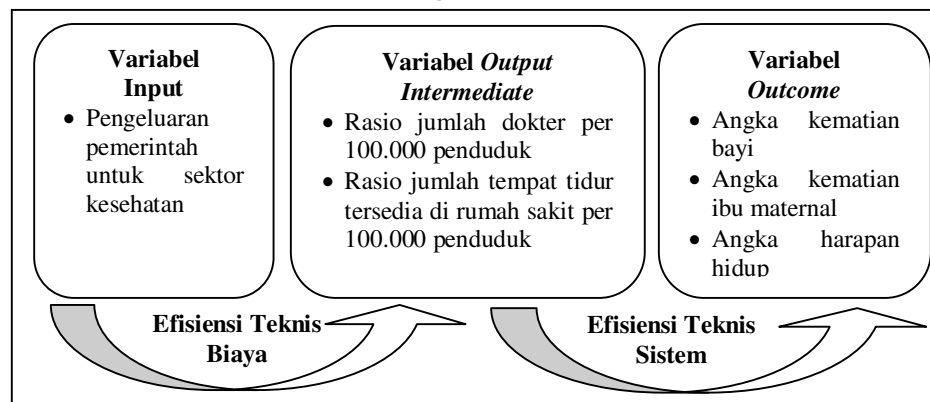 Variabel
Input
• Pengeluaran
pemerintah
untuk sektor
kesehatan
Variabel Output
Intermediate
• Rasio jumlah dokter per
100.000 penduduk
• Rasio jumlah tempat tidur
tersedia di rumah sakit per
100.000 penduduk
Variabel
Outcome
• Angka kematian
bayi
• Angka kematian
ibu maternal
• Angka harapan
hidup
Efisiensi Teknis
Biaya
Efisiensi Teknis
Sistem